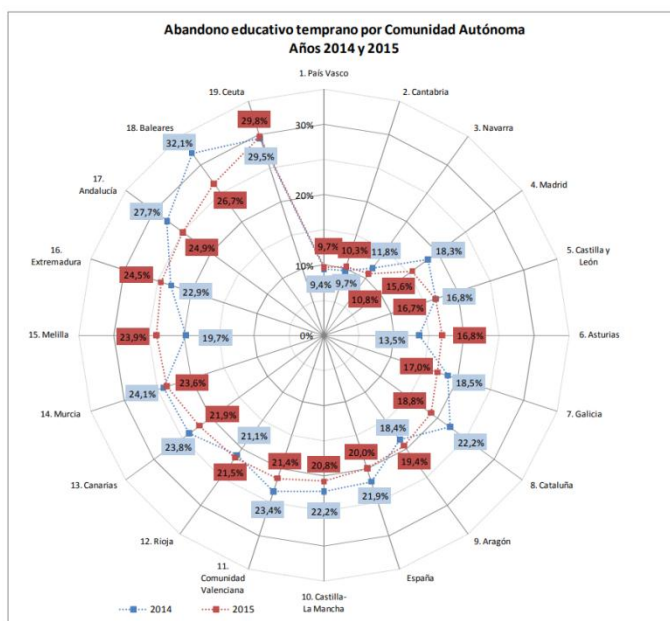 Abandono educativo temprano por Comunidad Autónoma
Años 2014 y 2015
1. País Vasco
19. Ceuta
2. Cantabria
18. Baleares
3. Navarra
17.
Andalucía
4. Madrid
16.
Extremadura
5. Castilla y
León
15. Melilla
6. Asturias
14. Murcia
7. Galicia
13. Canarias
8. Cataluña
12. Rioja
9. Aragón
11.
Comunidad
Valenciana
España
10. Castilla-
La Mancha
30%
20%
10%
0%
29,8%
32,1%
29,5%
26,7%
27,7%
24,9%
24,5%
22,9%
23,9%
19,7%
23,6%
24,1%
21,9%
23,8%
21,1%
21,5%
21,4%
23,4%
20,8%
22,2%
20,0%
21,9%
18,4%
19,4%
18,8%
22,2%
17,0%
18,5%
13,5%
16,8%
16,7%
16,8%
15,6%
18,3%
10,8%
11,8%
10,3%
9,7%
9,7%
9,4%
2014
2015